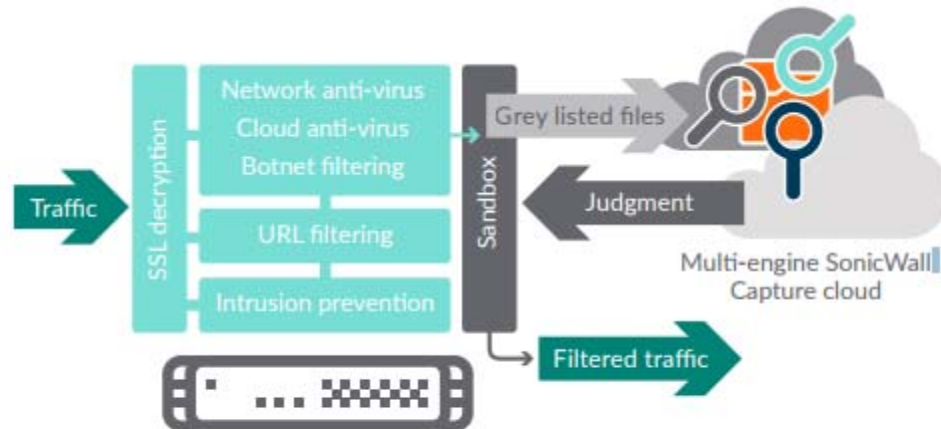 Traffic
SSL decryption
Network anti-virus
Cloud anti-virus
Botnet filtering
URL filtering
Intrusion prevention
Sandbox
Grey listed files
Judgment
Multi-engine SonicWall
Capture cloud
Filtered traffic